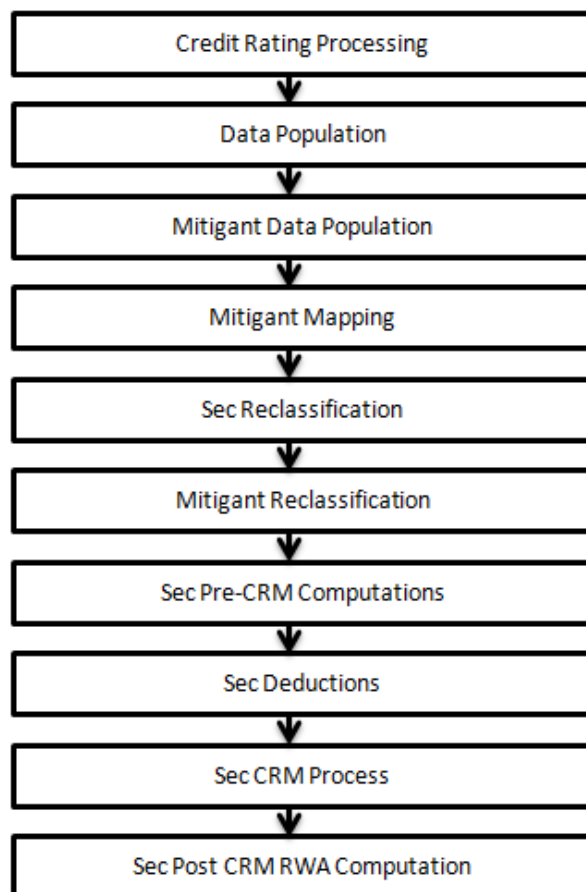 Credit Rating Processing
Data Population
Mitigant Data Population
Mitigant Mapping
Sec Reclassification
Mitigant Reclassification
Sec Pre-CRM Computations
Sec Deductions
Sec CRM Process
Sec Post CRM RWA Computation